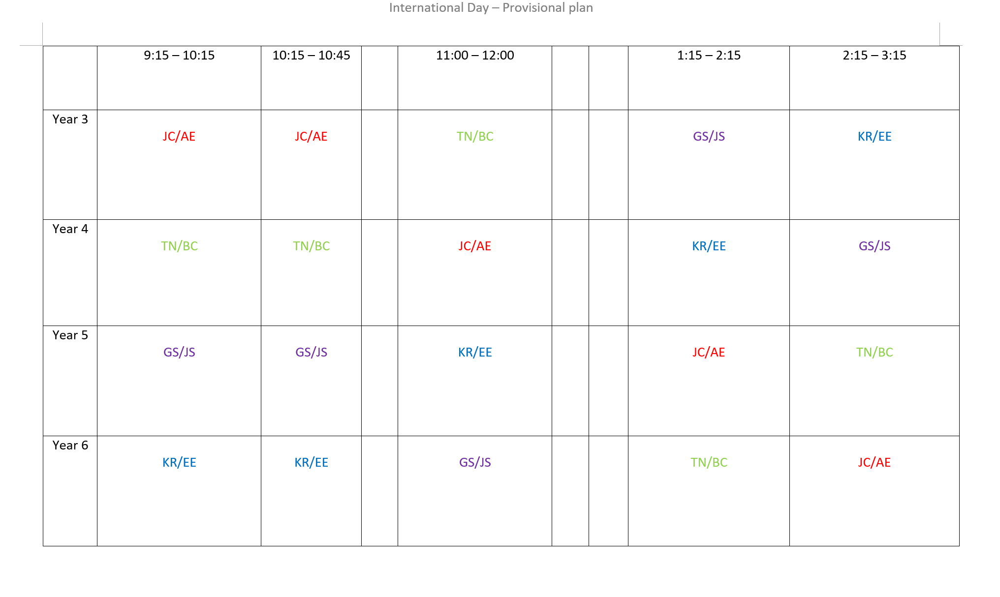 International Day – Provisional plan
9:15 – 10:15 10:15 – 10:45 11:00 – 12:00 1:15 – 2:15 2:15 – 3:15
Year 3
JC/AE JC/AE TN/BC GS/JS KR/EE
Year 4
TN/BC TN/BC JC/AE KR/EE GS/JS
Year 5
GS/JS GS/JS KR/EE JC/AE TN/BC
Year 6
KR/EE KR/EE GS/JS TN/BC JC/AE